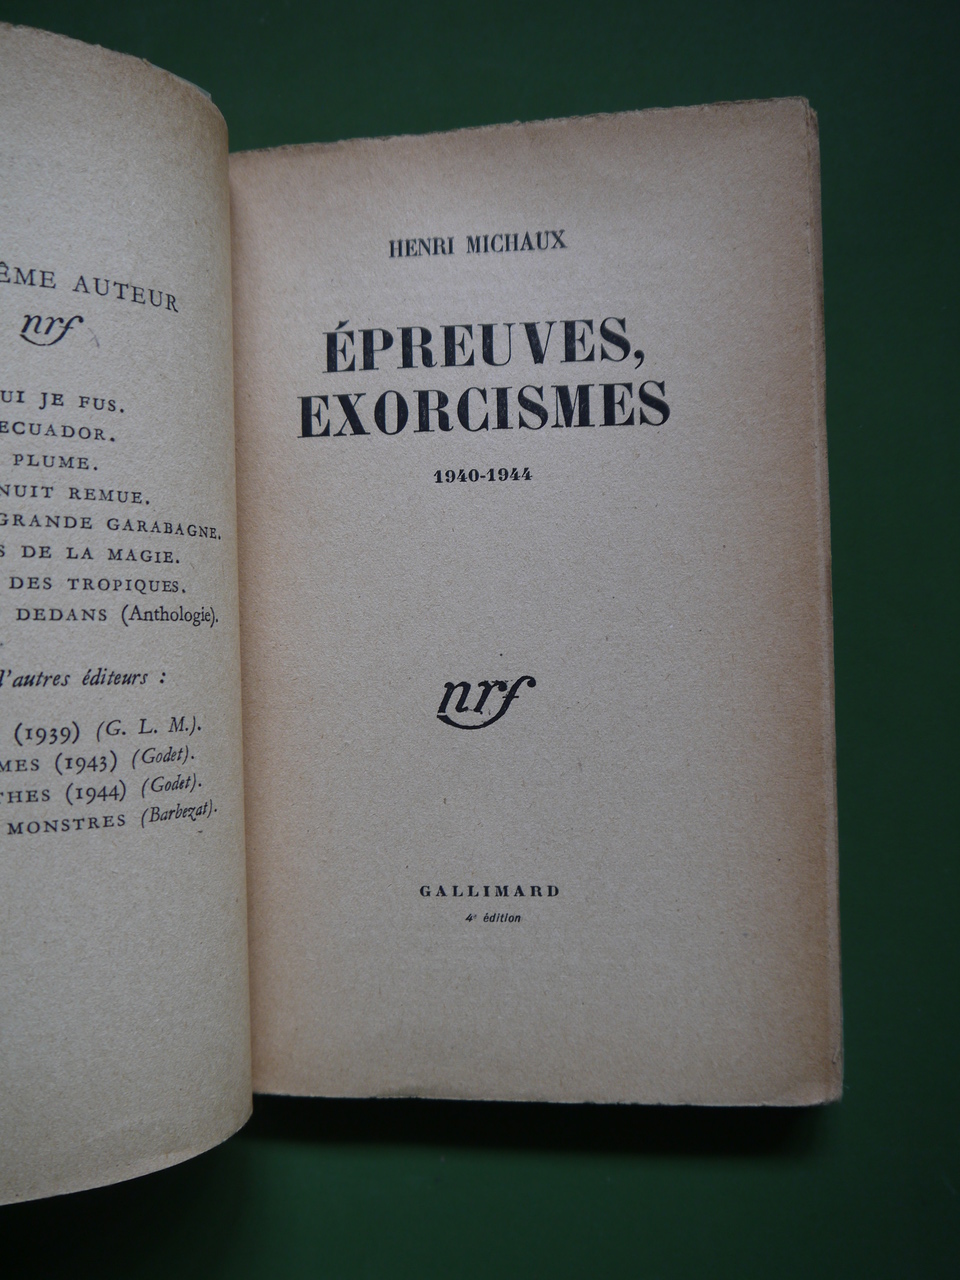 ÊME AUTEUR
nrf
UI JE FUS.
ECUADOR.
PLUME.
NUIT REMUE.
GRANDE GARABAGNE.
S DE LA MAGIE.
DES TROPIQUES.
DEDANS (Anthologie).
l'autres éditeurs :
(1939) (G. L. M.).
MES (1943) (Godet).
THES (1944) (Godet).
MONSTRES (Barbezat).
HENRI MICHAUX
ÉPREUVES,
EXORCISMES
1940-1944
nrf
GALLIMARD
4e édition